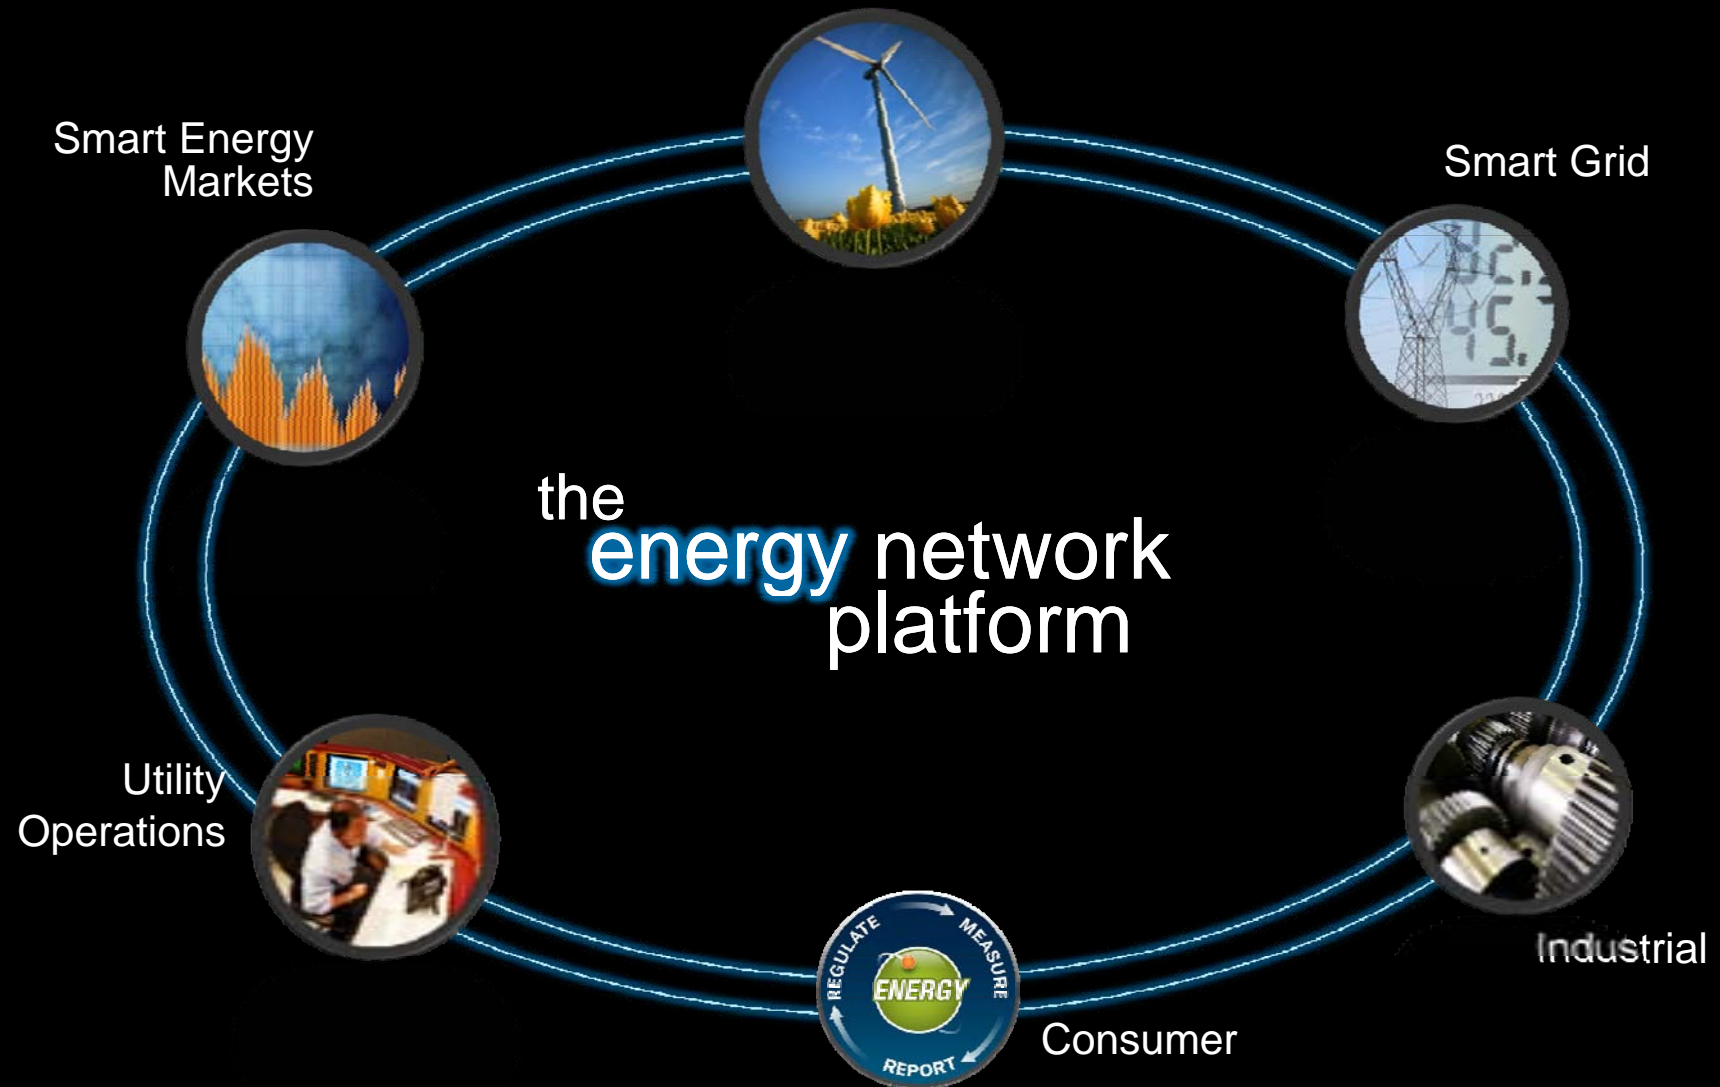 Smart Energy
Markets
Smart Grid
the
energy network
platform
Utility
Operations
Industrial
REGULATE
MEASURE
ENERGY
REPORT
Consumer